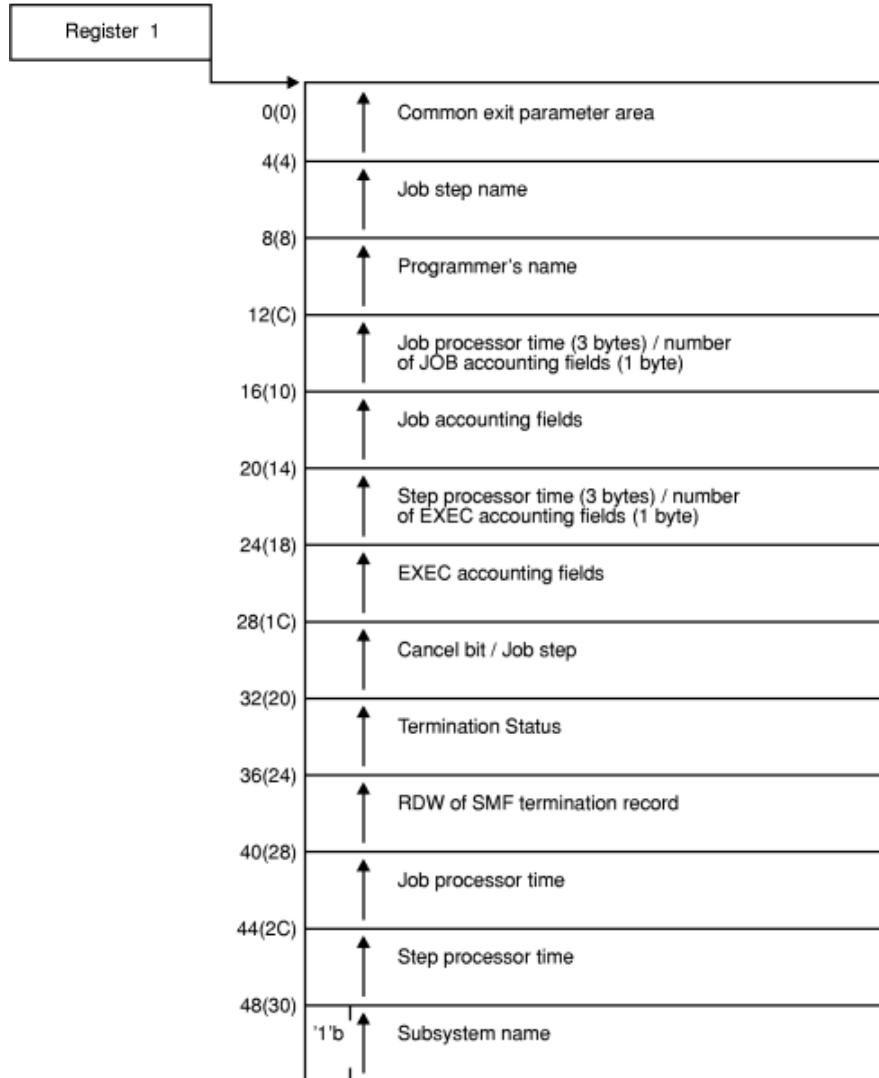 Register 1
0(0)
Common exit parameter area
4(4)
Job step name
8(8)
Programmer's name
12(C)
Job processor time (3 bytes) / number
of JOB accounting fields (1 byte)
16(10)
Job accounting fields
20(14)
Step processor time (3 bytes) / number
of EXEC accounting fields (1 byte)
24(18)
EXEC accounting fields
28(1C)
Cancel bit / Job step
32(20)
Termination Status
36(24)
RDW of SMF termination record
40(28)
Job processor time
44(2C)
Step processor time
48(30)
'1'b
Subsystem name